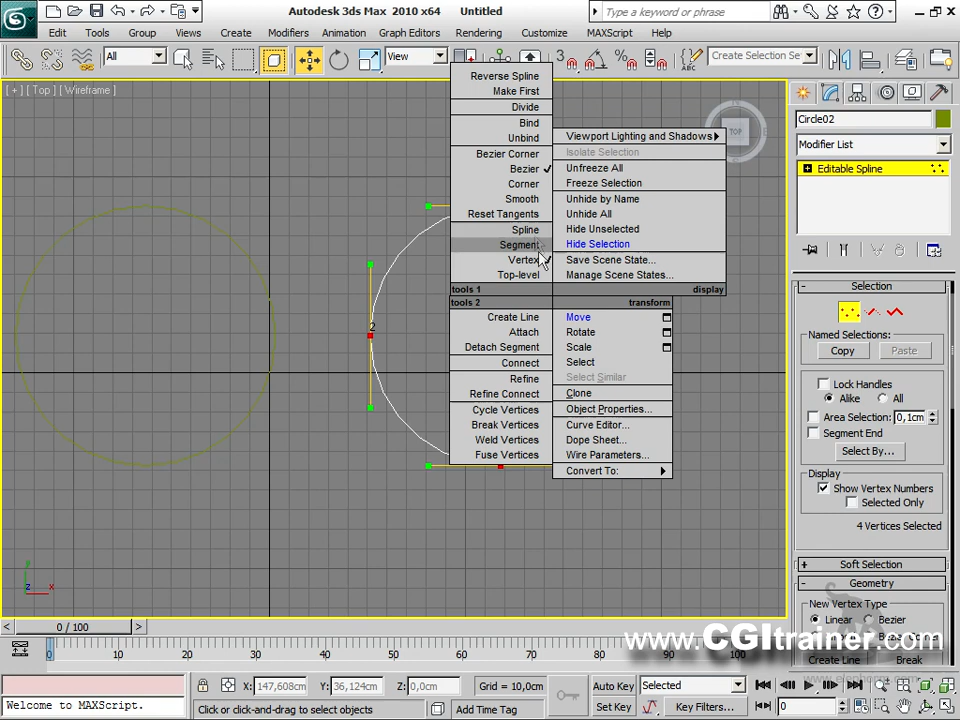 Autodesk 3ds Max 2010 x64 Untitled
Type a keyword or phrase
Edit Tools Group Views Create Modifiers Animation Graph Editors Rendering Customize MAXScript Help
All
View
3
Create Selection Se
[ + ] [ Top ] [ Wireframe ]
TOP
Reverse Spline
Make First
Divide
Bind
Unbind
Bezier Corner
Bezier
Corner
Smooth
Reset Tangents
Spline
Segment
Vertex
Top-level
tools 1
Viewport Lighting and Shadows
Isolate Selection
Unfreeze All
Freeze Selection
Unhide by Name
Unhide All
Hide Unselected
Hide Selection
Save Scene State...
Manage Scene States...
display
tools 2
Create Line
Attach
Detach Segment
Connect
Refine
Refine Connect
Cycle Vertices
Break Vertices
Weld Vertices
Fuse Vertices
transform
Move
Rotate
Scale
Select
Select Similar
Clone
Object Properties...
Curve Editor...
Dope Sheet...
Wire Parameters...
Convert To:
2
z x
Circle02
Modifier List
Editable Spline
- Selection
Named Selections:
Copy Paste
Lock Handles
Alike All
Area Selection: 0,1cm
Segment End
Select By...
Display
Show Vertex Numbers
Selected Only
4 Vertices Selected
+ Soft Selection
- Geometry
New Vertex Type
Linear Bezier
Create Line Break
www.CGItrainer.com
< 0 / 100 >
0 10 20 30 40 50 60 70 80 90 100
Welcome to MAXScript.
X: 147,608cm Y: 36,124cm Z: 0,0cm Grid = 10,0cm
Click or click-and-drag to select objects
Add Time Tag
Auto Key Selected
Set Key Key Filters...
0